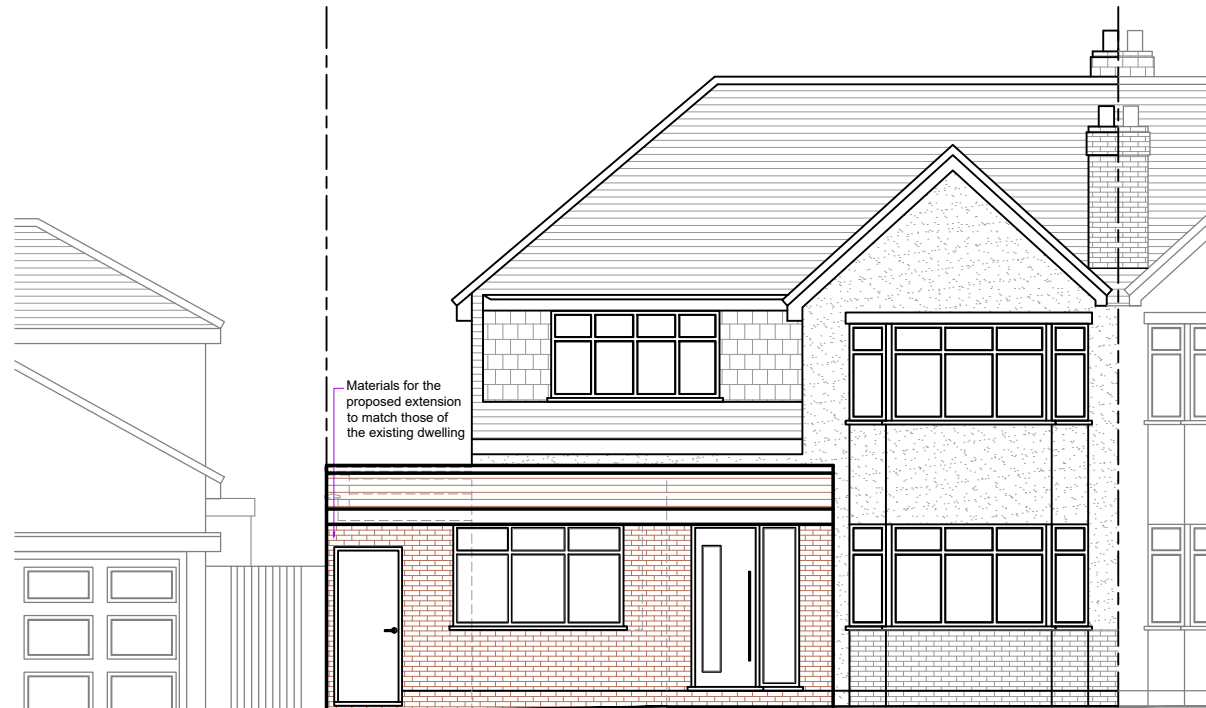 Materials for the
proposed extension
to match those of
the existing dwelling